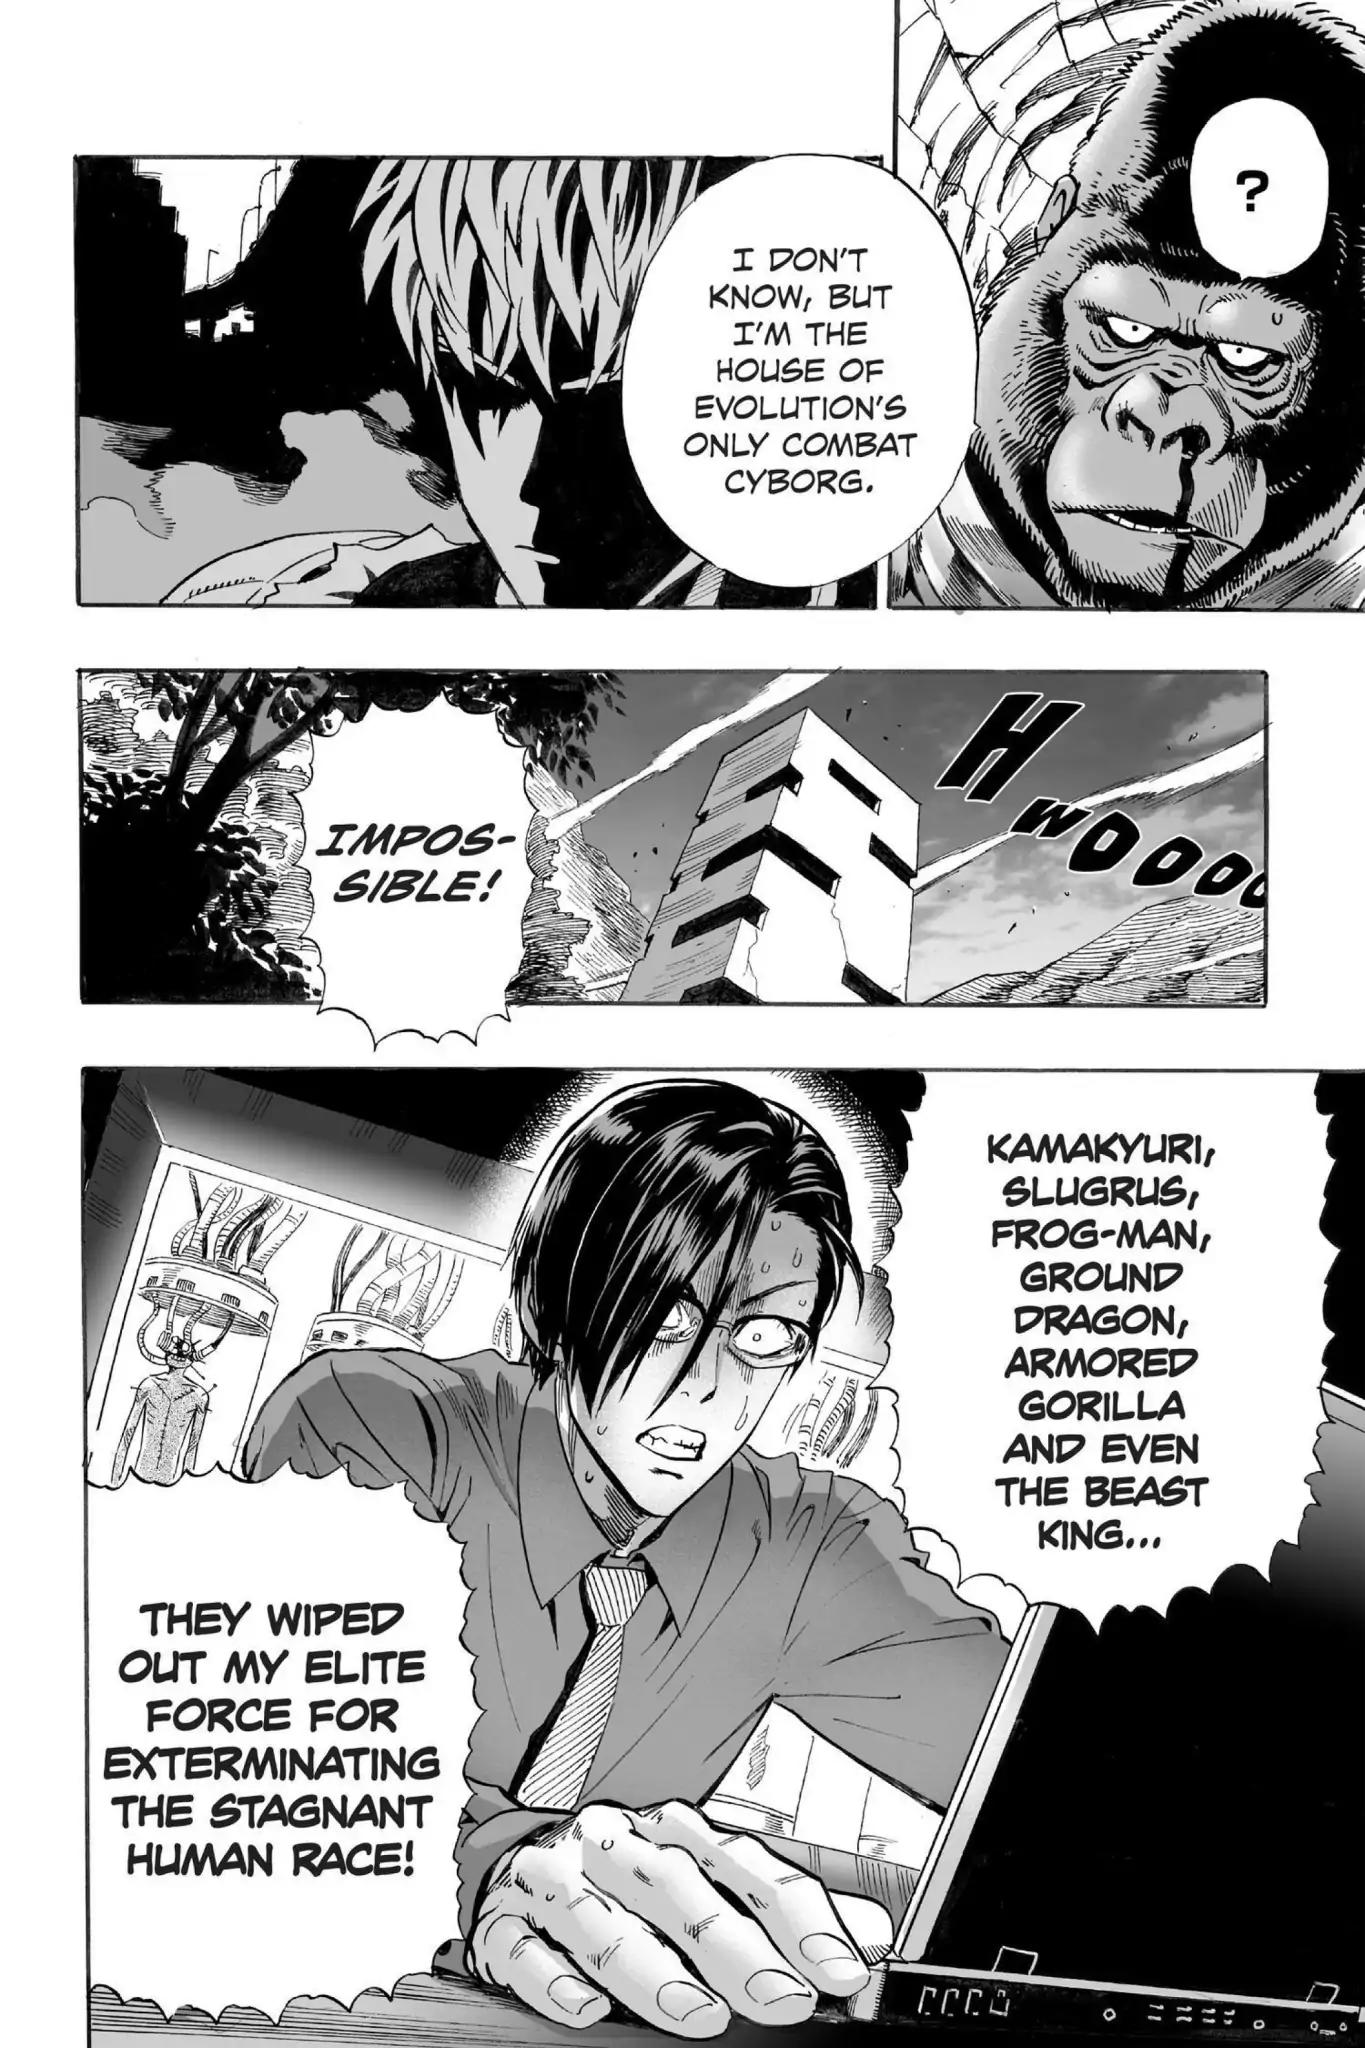 ?
I DON'T
KNOW, BUT
I'M THE
HOUSE OF
EVOLUTION'S
ONLY COMBAT
CYBORG.
HWOOOOO
IMPOS-
SIBLE!
KAMAKYURI,
SLUGRUS,
FROG-MAN,
GROUND
DRAGON,
ARMORED
GORILLA
AND EVEN
THE BEAST
KING...
THEY WIPED
OUT MY ELITE
FORCE FOR
EXTERMINATING
THE STAGNANT
HUMAN RACE!